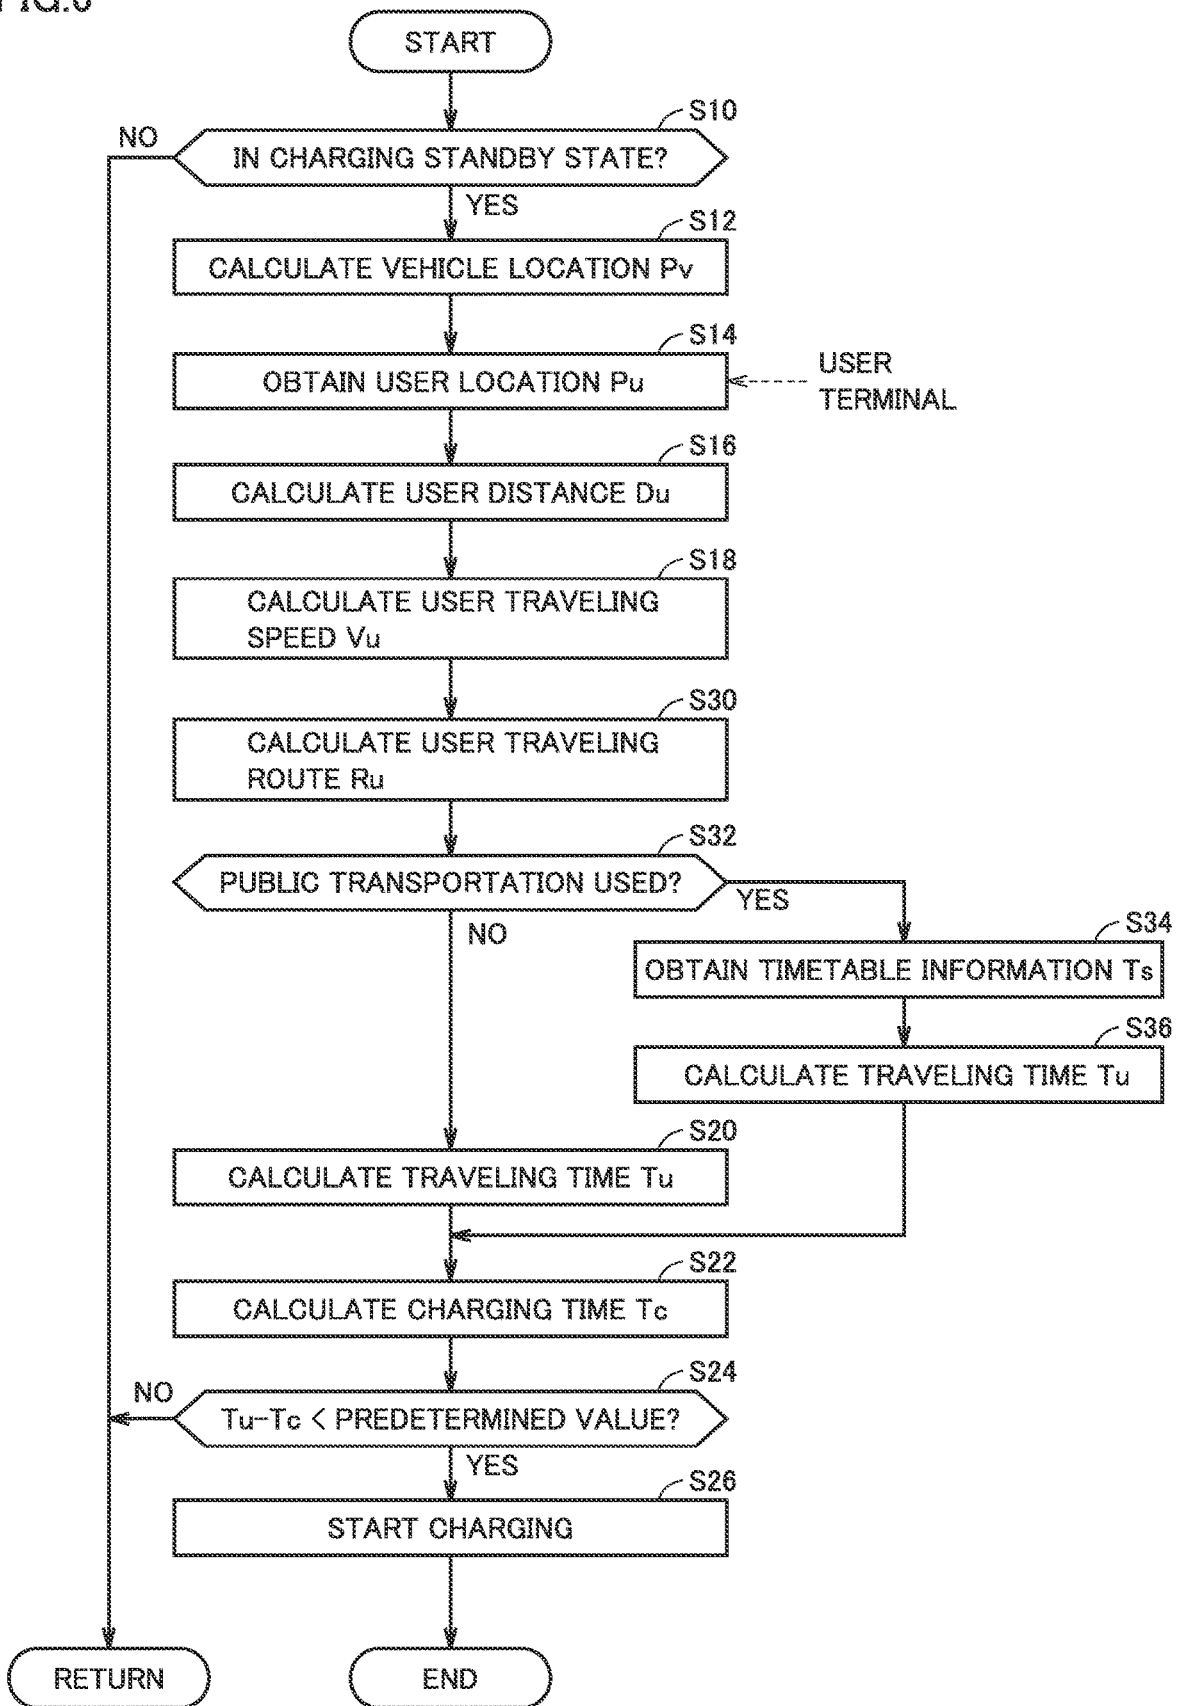 START
S10
NO
IN CHARGING STANDBY STATE?
YES
S12
CALCULATE VEHICLE LOCATION Pv
S14
OBTAIN USER LOCATION Pu
USER
TERMINAL
S16
CALCULATE USER DISTANCE Du
S18
CALCULATE USER TRAVELING
SPEED Vu
S30
CALCULATE USER TRAVELING
ROUTE Ru
S32
PUBLIC TRANSPORTATION USED?
YES
NO
S34
OBTAIN TIMETABLE INFORMATION Ts
S36
CALCULATE TRAVELING TIME Tu
S20
CALCULATE TRAVELING TIME Tu
S22
CALCULATE CHARGING TIME Tc
S24
NO
Tu-Tc < PREDETERMINED VALUE?
YES
S26
START CHARGING
RETURN
END